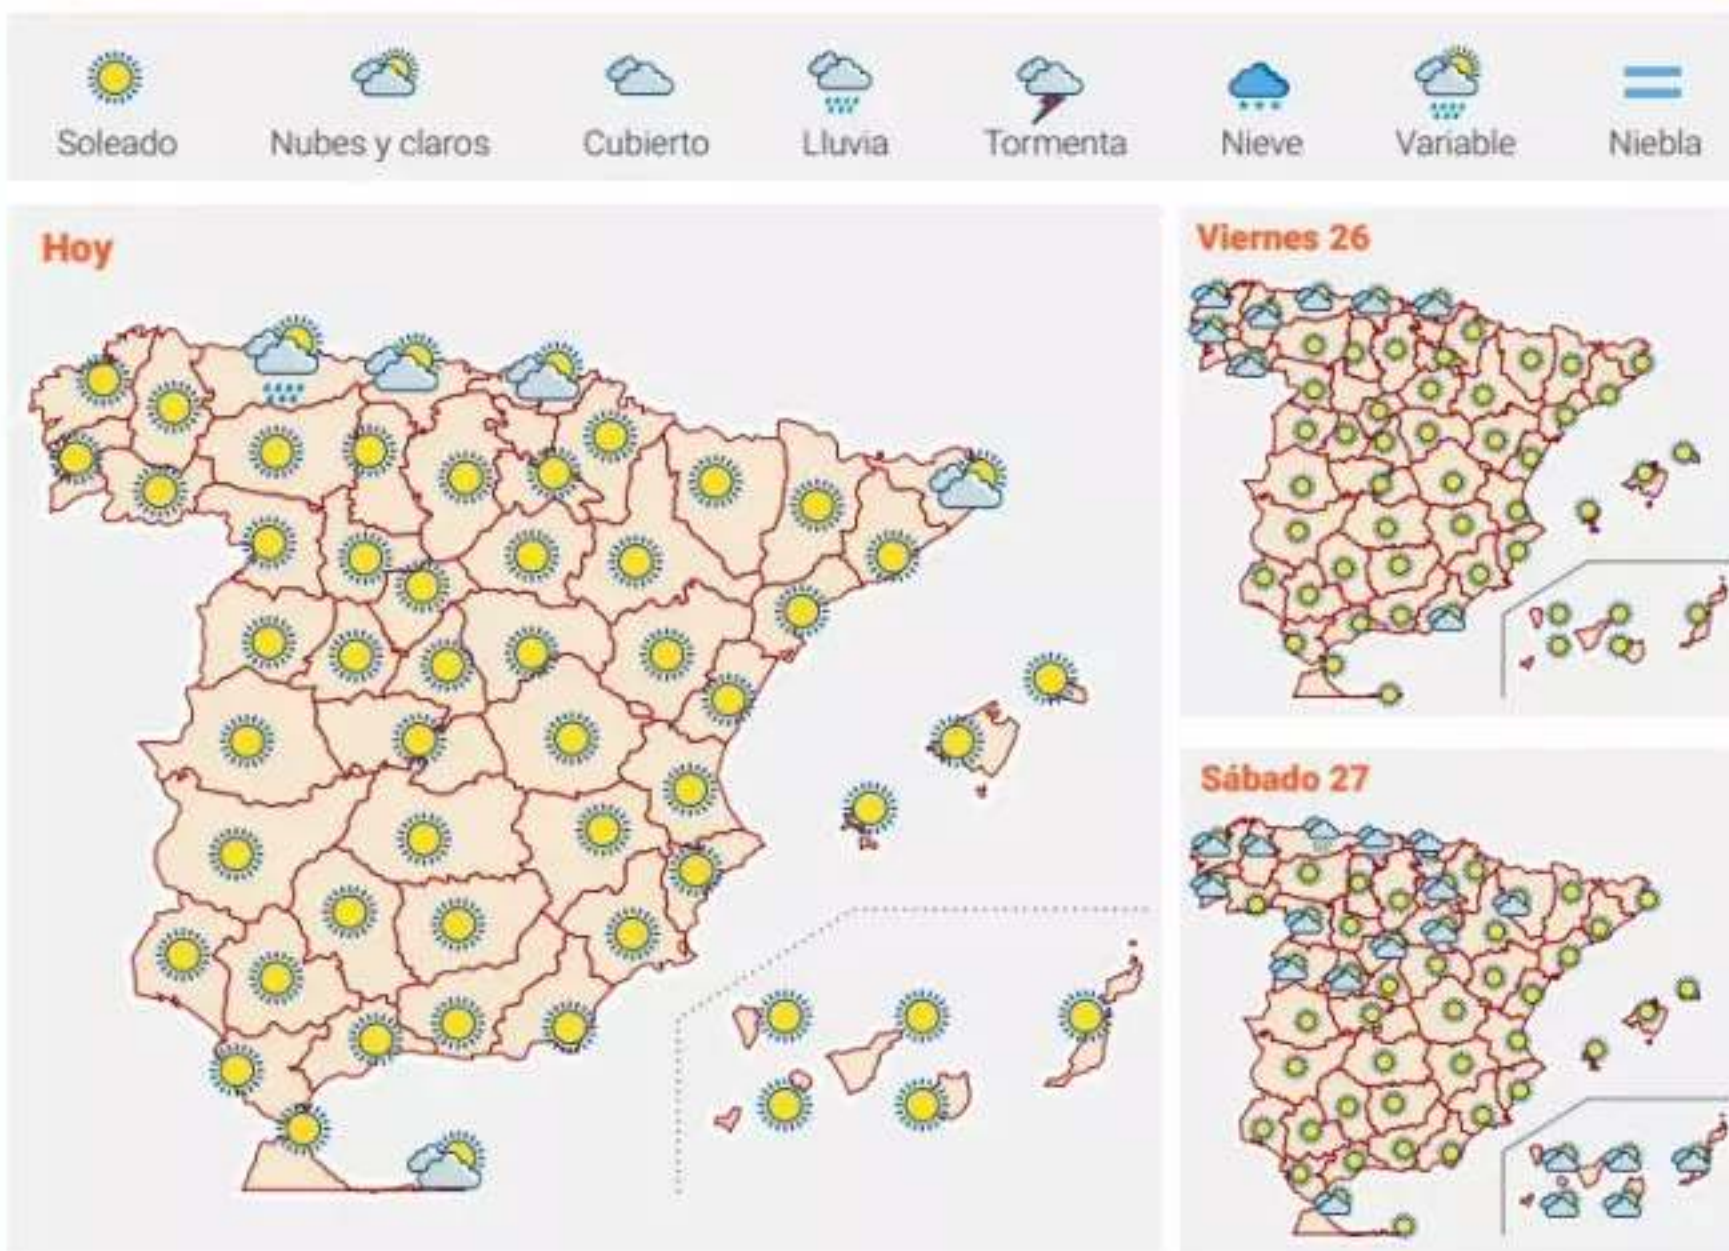 Soleado Nubes y claros Cubierto Lluvia Tormenta Nieve Variable Niebla
Hoy
Viernes 26
Sábado 27